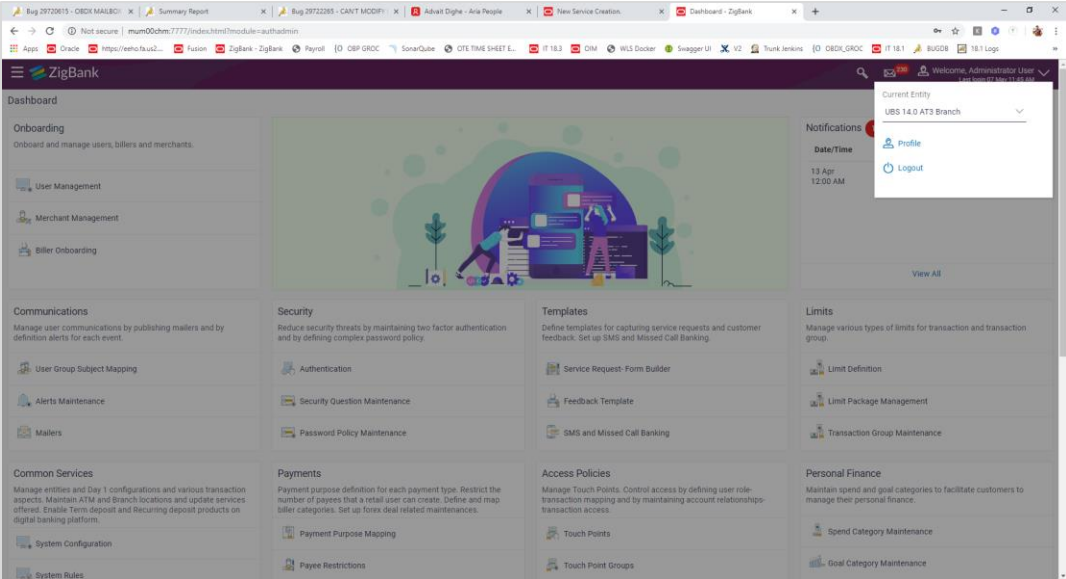 Bug 29720615 - OBDX MAILBOX
Summary Report
Bug 29722265 - CAN'T MODIFY
Advait Dighe - Aria People
New Service Creation.
Dashboard - ZigBank
Not secure | mum00chm:7777/index.html?module=authadmin
Apps
Oracle
https://eeho.fa.us2...
Fusion
ZigBank - ZigBank
Payroll
OBP GROC
SonarQube
OTE TIME SHEET E...
IT 18.3
OIM
WLS Docker
Swagger UI
V2
Trunk Jenkins
OBDX_GROC
IT 18.1
BUGDB
18.1 Logs
ZigBank
Welcome, Administrator User
Last login 07 May 11:45 AM
Dashboard
Current Entity
UBS 14.0 AT3 Branch
Profile
Logout
Onboarding
Onboard and manage users, billers and merchants.
User Management
Merchant Management
Biller Onboarding
Notifications
Date/Time
13 Apr
12:00 AM
View All
Communications
Manage user communications by publishing mailers and by
definition alerts for each event.
User Group Subject Mapping
Alerts Maintenance
Mailers
Security
Reduce security threats by maintaining two factor authentication
and by defining complex password policy.
Authentication
Security Question Maintenance
Password Policy Maintenance
Templates
Define templates for capturing service requests and customer
feedback. Set up SMS and Missed Call Banking.
Service Request- Form Builder
Feedback Template
SMS and Missed Call Banking
Limits
Manage various types of limits for transaction and transaction
group.
Limit Definition
Limit Package Management
Transaction Group Maintenance
Common Services
Manage entities and Day 1 configurations and various transaction
aspects. Maintain ATM and Branch locations and update services
offered. Enable Term deposit and Recurring deposit products on
digital banking platform.
System Configuration
System Rules
Payments
Payment purpose definition for each payment type. Restrict the
number of payees that a retail user can create. Define and map
biller categories. Set up forex deal related maintenances.
Payment Purpose Mapping
Payee Restrictions
Access Policies
Manage Touch Points. Control access by defining user role-
transaction mapping and by maintaining account relationships-
transaction access.
Touch Points
Touch Point Groups
Personal Finance
Maintain spend and goal categories to facilitate customers to
manage their personal finance.
Spend Category Maintenance
Goal Category Maintenance